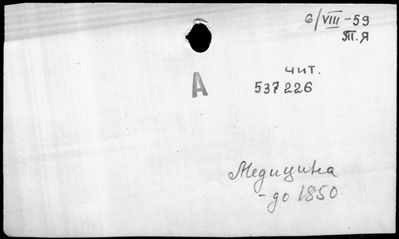 6/VIII-59
Т.Я
чит.
А
537226
Медицина
- до 1850